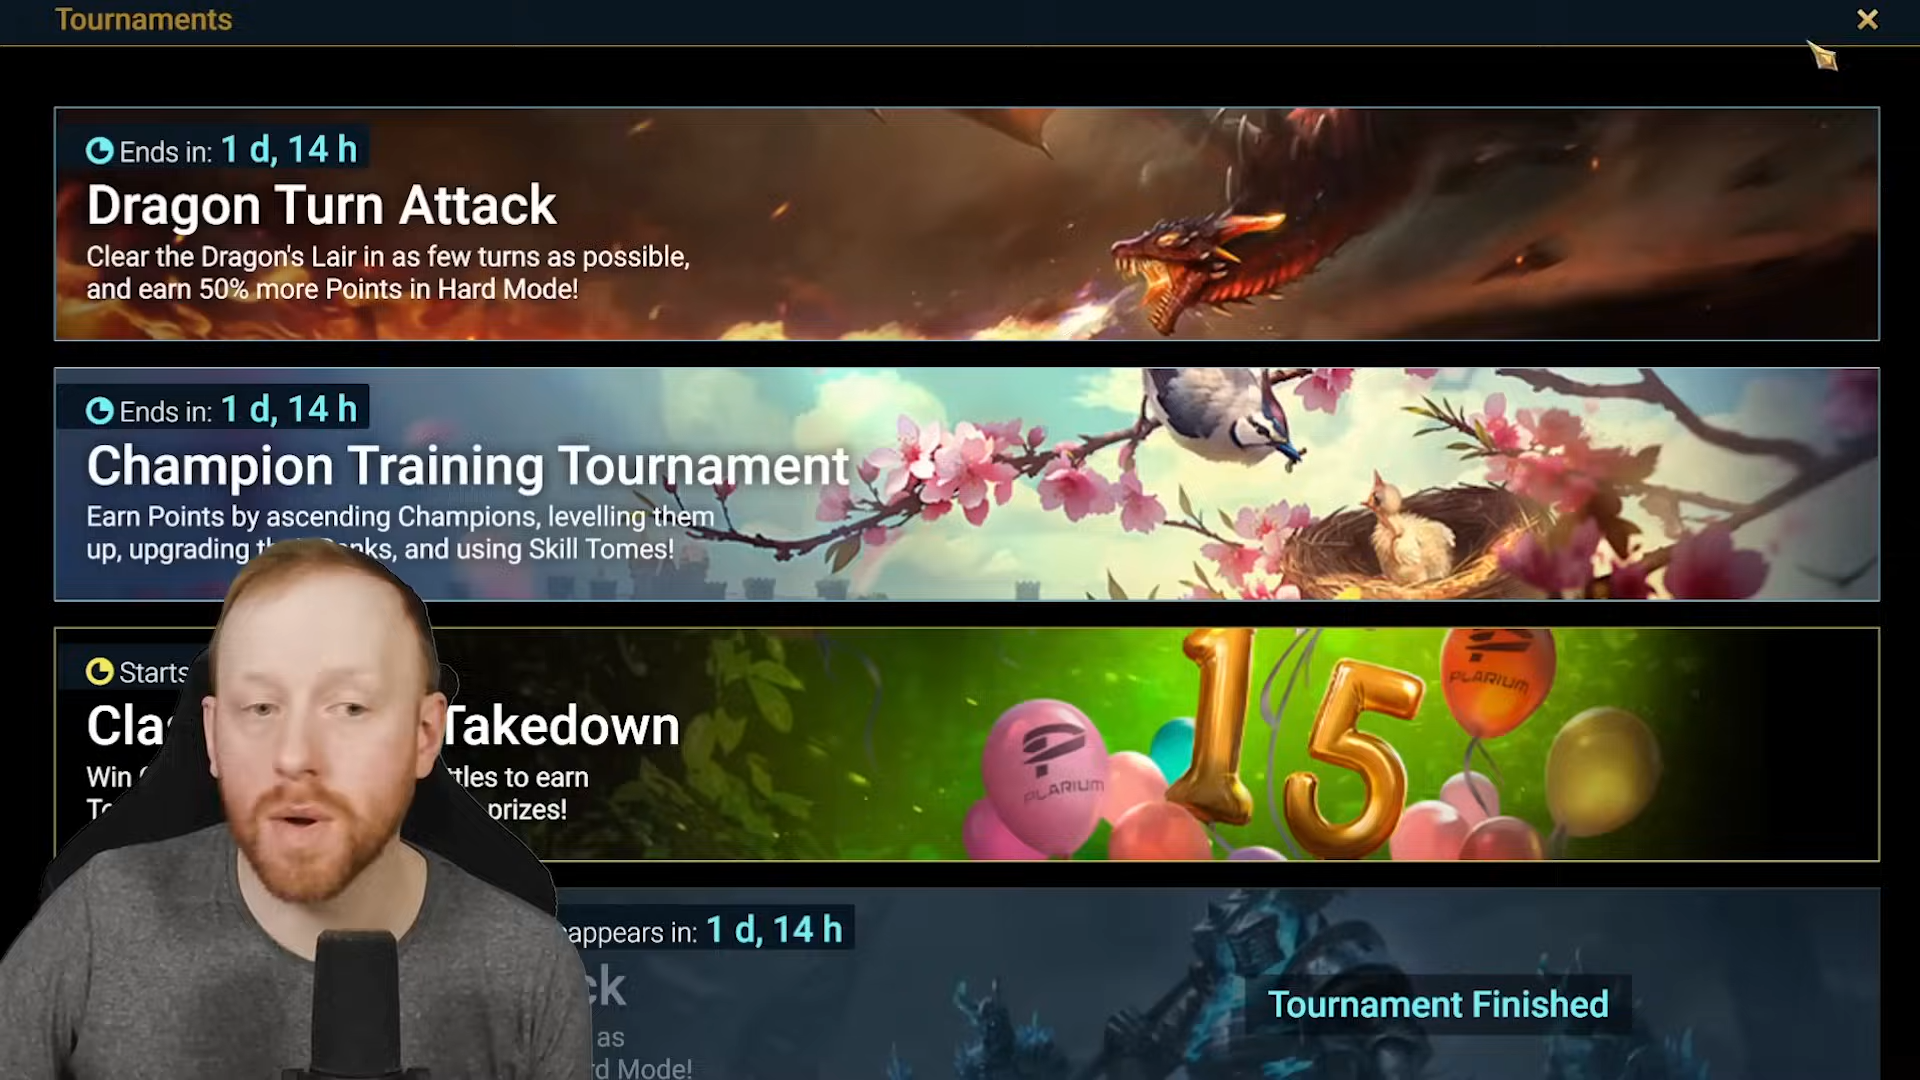 Tournaments
Ends in: 1 d, 14 h
Dragon Turn Attack
Clear the Dragon's Lair in as few turns as possible,
and earn 50% more Points in Hard Mode!
Ends in: 1 d, 14 h
Champion Training Tournament
Earn Points by ascending Champions, levelling them
up, upgrading and using Skill Tomes!
Starts
Takedown
Win to earn
prizes!
15
PLARIUM
PLARIUM
in: 1 d, 14 h
Tournament Finished
as
Mode!